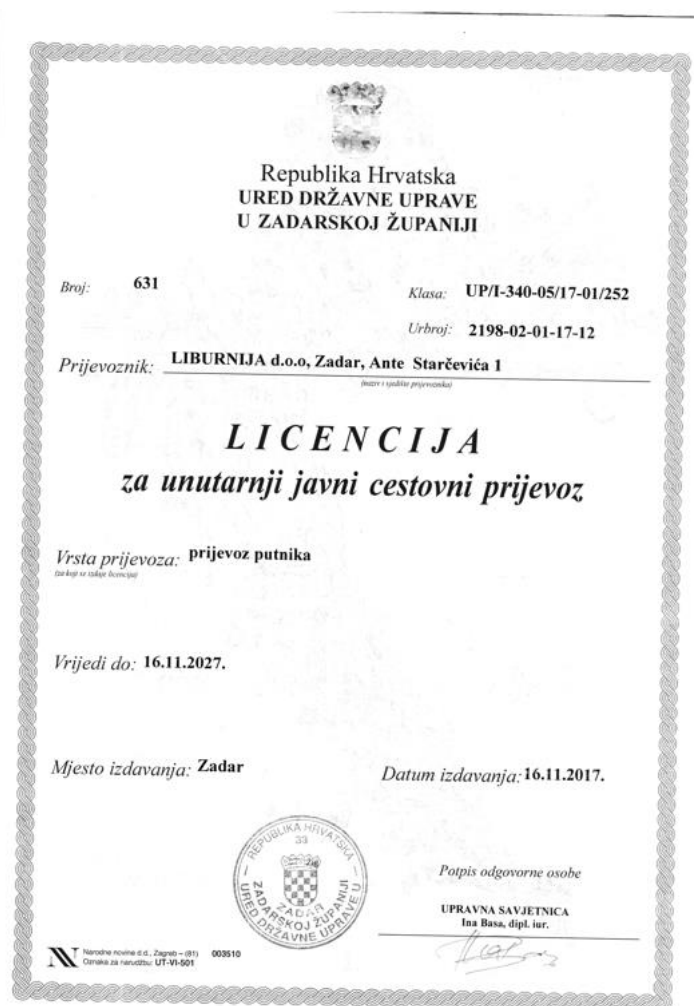 Republika Hrvatska
URED DRŽAVNE UPRAVE
U ZADARSKOJ ŽUPANIJI
Broj: 631
Klasa: UP/I-340-05/17-01/252
Urbroj: 2198-02-01-17-12
Prijevoznik: LIBURNIJA d.o.o, Zadar, Ante Starčevića 1
(naziv i sjedište prijevoznika)
LICENCIJA
za unutarnji javni cestovni prijevoz
Vrsta prijevoza: prijevoz putnika
(za koji se izdaje licencija)
Vrijedi do: 16.11.2027.
Mjesto izdavanja: Zadar
Datum izdavanja: 16.11.2017.
REPUBLIKA HRVATSKA
33
URED DRŽAVNE UPRAVE U
ZADARSKOJ ŽUPANIJI
ZADAR
Potpis odgovorne osobe
UPRAVNA SAVJETNICA
Ina Basa, dipl. iur.
NN
Narodne novine d.d., Zagreb – (81) 003510
Oznaka za narudžbu: UT-VI-501